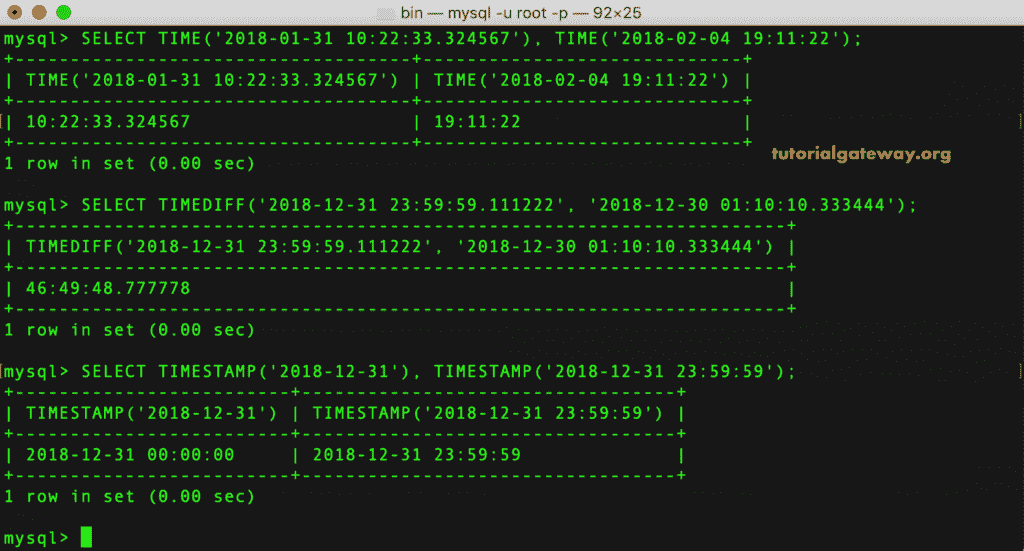 bin — mysql -u root -p — 92×25
mysql> SELECT TIME('2018-01-31 10:22:33.324567'), TIME('2018-02-04 19:11:22');
+------------------------------------+-----------------------------+
| TIME('2018-01-31 10:22:33.324567') | TIME('2018-02-04 19:11:22') |
+------------------------------------+-----------------------------+
| 10:22:33.324567                    | 19:11:22                    |
+------------------------------------+-----------------------------+
1 row in set (0.00 sec)
tutorialgateway.org
mysql> SELECT TIMEDIFF('2018-12-31 23:59:59.111222', '2018-12-30 01:10:10.333444');
+----------------------------------------------------------------------+
| TIMEDIFF('2018-12-31 23:59:59.111222', '2018-12-30 01:10:10.333444') |
+----------------------------------------------------------------------+
| 46:49:48.777778                                                      |
+----------------------------------------------------------------------+
1 row in set (0.00 sec)
mysql> SELECT TIMESTAMP('2018-12-31'), TIMESTAMP('2018-12-31 23:59:59');
+-------------------------+----------------------------------+
| TIMESTAMP('2018-12-31') | TIMESTAMP('2018-12-31 23:59:59') |
+-------------------------+----------------------------------+
| 2018-12-31 00:00:00     | 2018-12-31 23:59:59              |
+-------------------------+----------------------------------+
1 row in set (0.00 sec)
mysql>